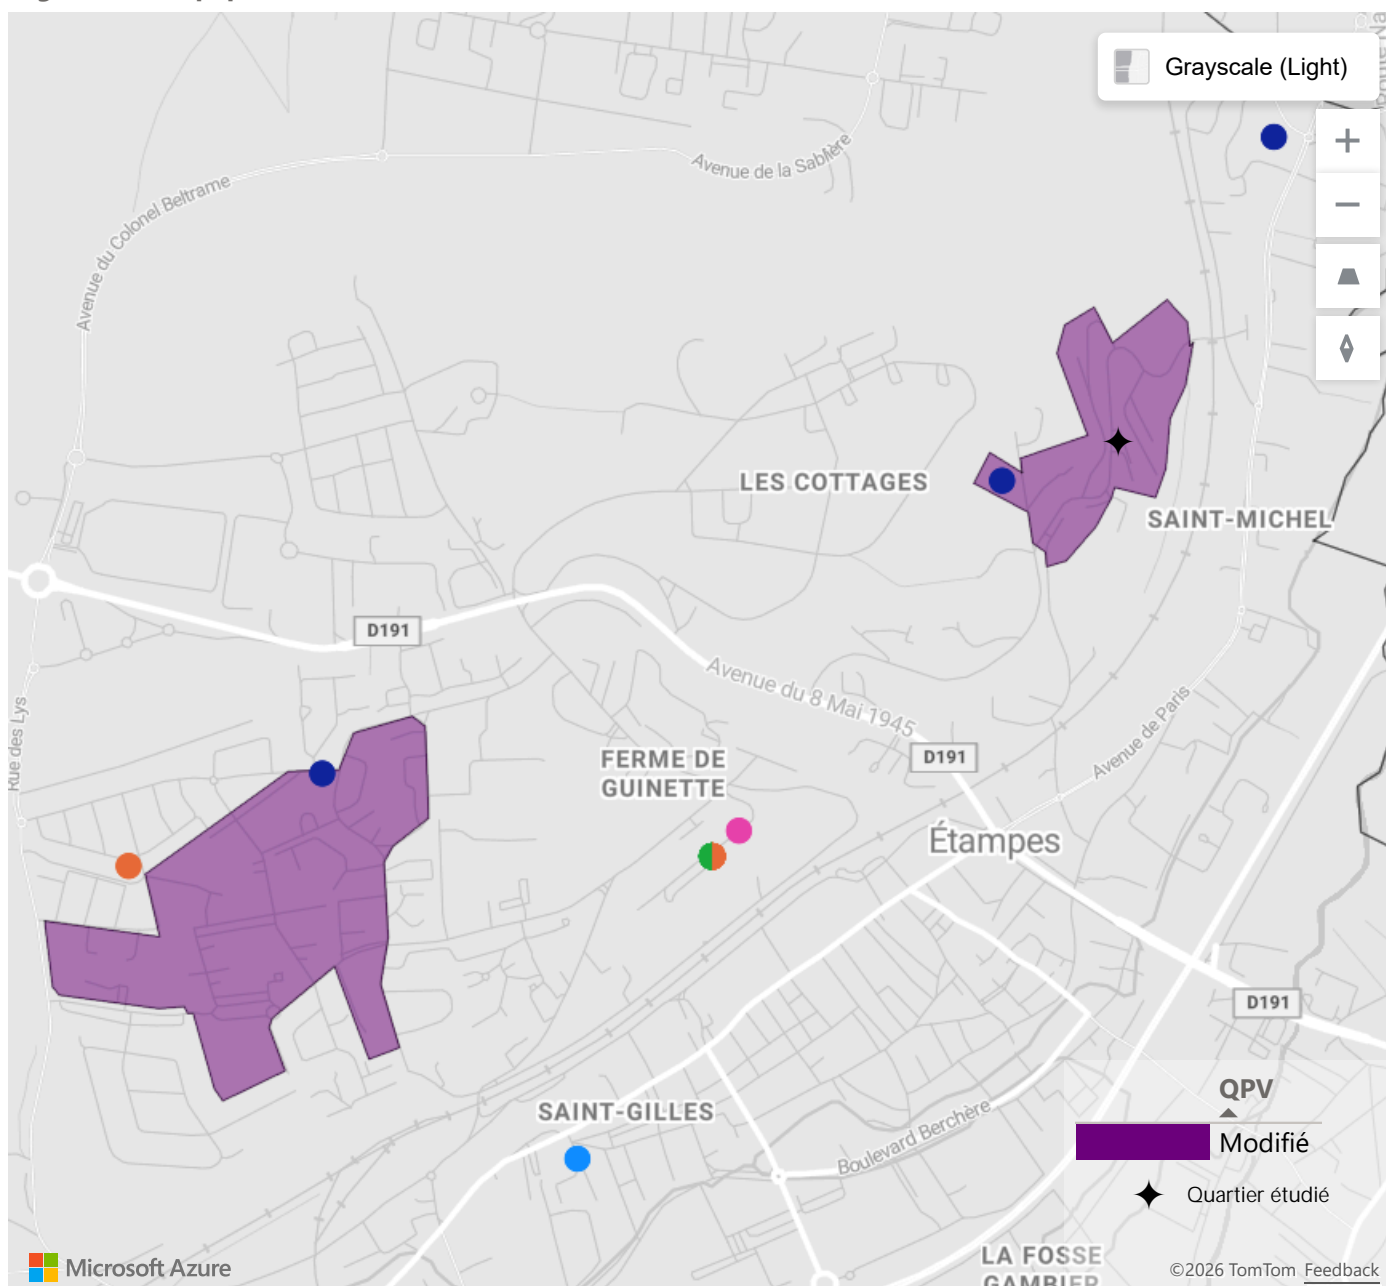 Grayscale (Light)
Avenue de la Sablière
Avenue du Colonel Beltrame
LES COTTAGES
SAINT-MICHEL
D191
Avenue du 8 Mai 1945
Rue des Lys
Avenue de Paris
FERME DE
GUINETTE
D191
Étampes
D191
QPV
Modifié
SAINT-GILLES
Boulevard Berchère
Quartier étudié
LA FOSSE
GAMBIER
Microsoft Azure
©2026 TomTom Feedback